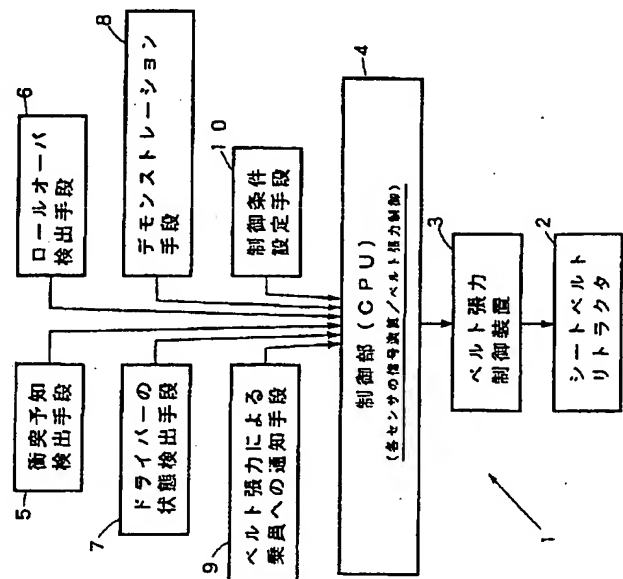 6
ロールオーバ
検出手段
8
デモンストレーション
手段
10
制御条件
設定手段
衝突予知
検出手段
5
ドライバーの
状態検出手段
7
ベルト張力による
乗員への通知手段
9
4
制御部(CPU)
(各センサの信号演算/ベルト張力制御)
3
ベルト張力
制御装置
2
シートベルト
リトラクタ
1